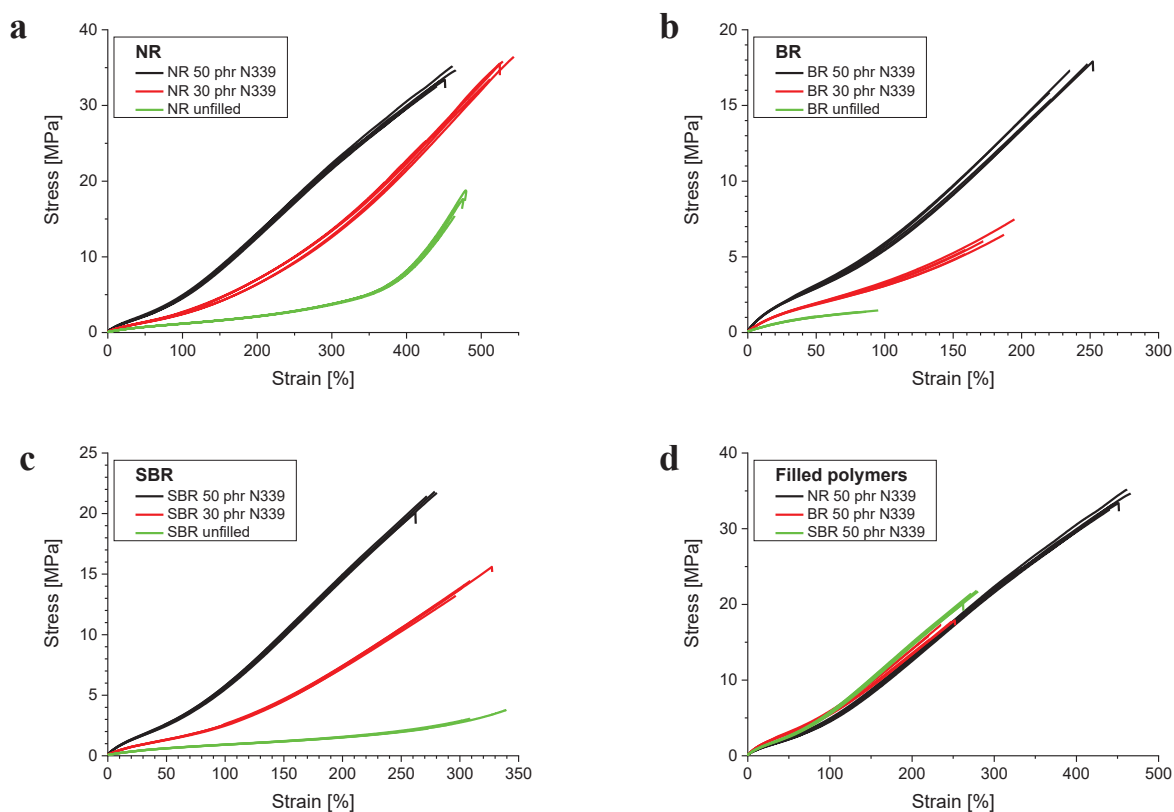 a
NR
NR 50 phr N339
NR 30 phr N339
NR unfilled
40
30
20
10
0
Stress [MPa]
0 100 200 300 400 500
Strain [%]
b
BR
BR 50 phr N339
BR 30 phr N339
BR unfilled
20
15
10
5
0
Stress [MPa]
0 50 100 150 200 250 300
Strain [%]
c
SBR
SBR 50 phr N339
SBR 30 phr N339
SBR unfilled
25
20
15
10
5
0
Stress [MPa]
0 50 100 150 200 250 300 350
Strain [%]
d
Filled polymers
NR 50 phr N339
BR 50 phr N339
SBR 50 phr N339
40
30
20
10
0
Stress [MPa]
0 100 200 300 400 500
Strain [%]